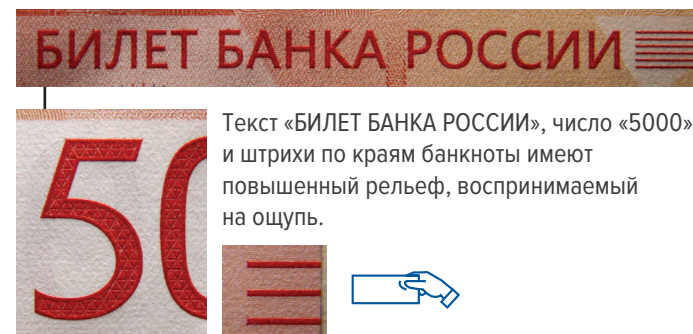 БИЛЕТ БАНКА РОССИИ
50
Текст «БИЛЕТ БАНКА РОССИИ», число «5000»
и штрихи по краям банкноты имеют
повышенный рельеф, воспринимаемый
на ощупь.